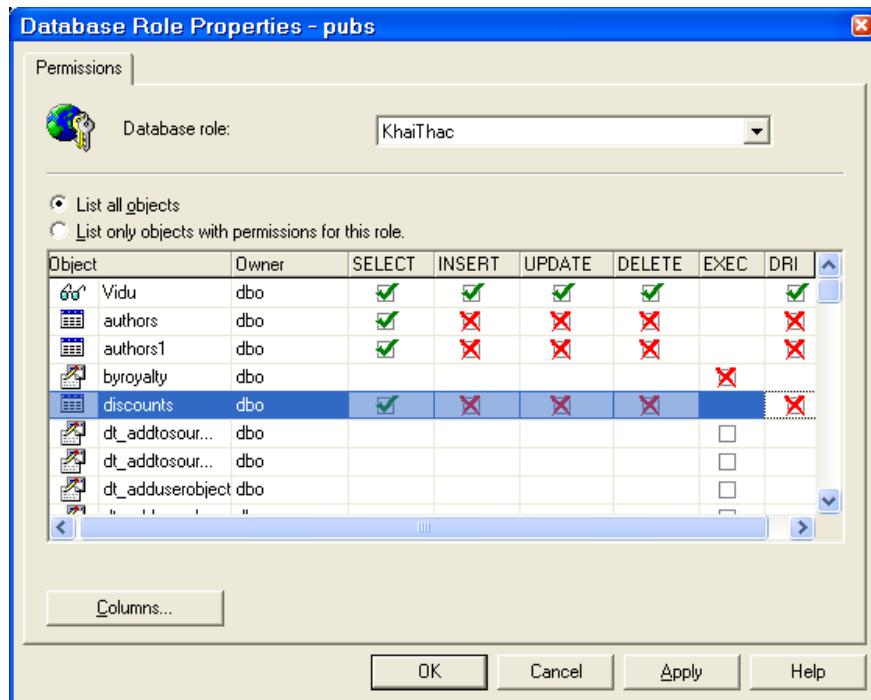 Database Role Properties - pubs
Permissions
Database role:
KhaiThac
List all objects
List only objects with permissions for this role.
Object Owner SELECT INSERT UPDATE DELETE EXEC DRI
Vidu dbo
authors dbo
authors1 dbo
byroyalty dbo
discounts dbo
dt_addtosour... dbo
dt_addtosour... dbo
dt_adduserobject dbo
Columns...
OK Cancel Apply Help